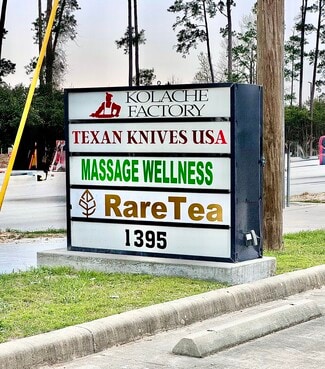 KOLACHE
FACTORY
TEXAN KNIVES USA
MASSAGE WELLNESS
RareTea
1395